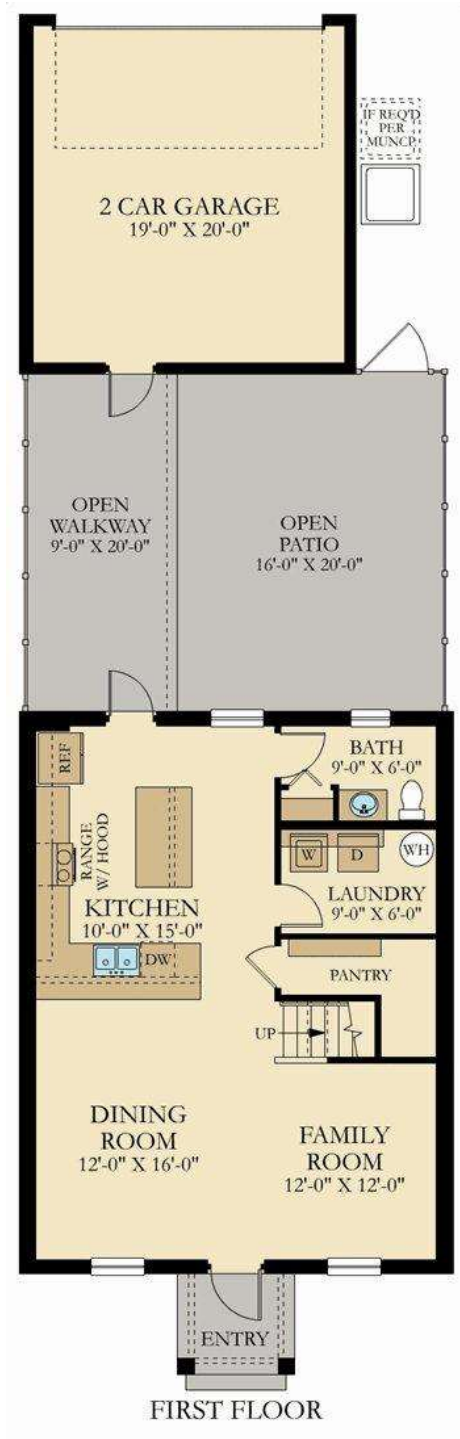 IF REQ'D
PER
MUNCP.
2 CAR GARAGE
19'-0" X 20'-0"
OPEN
WALKWAY
9'-0" X 20'-0"
OPEN
PATIO
16'-0" X 20'-0"
REF
BATH
9'-0" X 6'-0"
RANGE
W/ HOOD
W
D
WH
LAUNDRY
9'-0" X 6'-0"
KITCHEN
10'-0" X 15'-0"
DW
PANTRY
UP
DINING
ROOM
12'-0" X 16'-0"
FAMILY
ROOM
12'-0" X 12'-0"
ENTRY
FIRST FLOOR